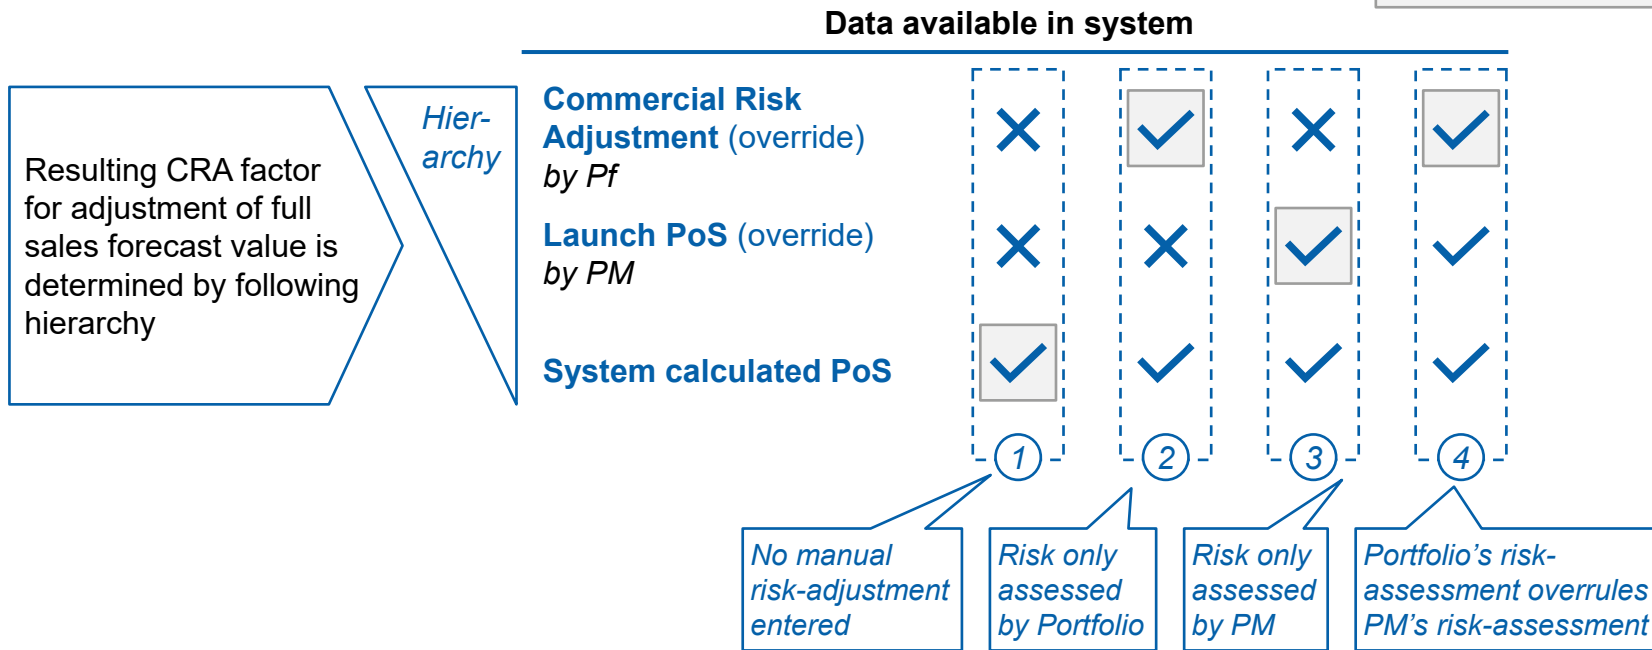 Data available in system
Resulting CRA factor
for adjustment of full
sales forecast value is
determined by following
hierarchy
Hier-
archy
Commercial Risk
Adjustment (override)
by Pf
Launch PoS (override)
by PM
System calculated PoS
1
2
3
4
No manual
risk-adjustment
entered
Risk only
assessed
by Portfolio
Risk only
assessed
by PM
Portfolio’s risk-
assessment overrules
PM’s risk-assessment